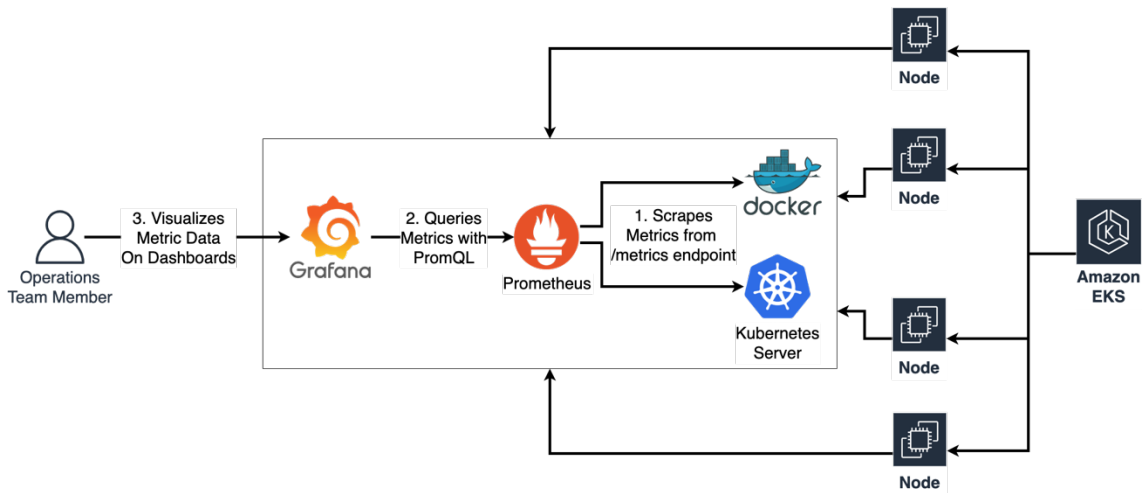 Node
Node
3. Visualizes
Metric Data
On Dashboards
Operations
Team Member
Grafana
2. Queries
Metrics with
PromQL
Prometheus
docker
1. Scrapes
Metrics from
/metrics endpoint
Kubernetes
Server
K
Amazon
EKS
Node
Node